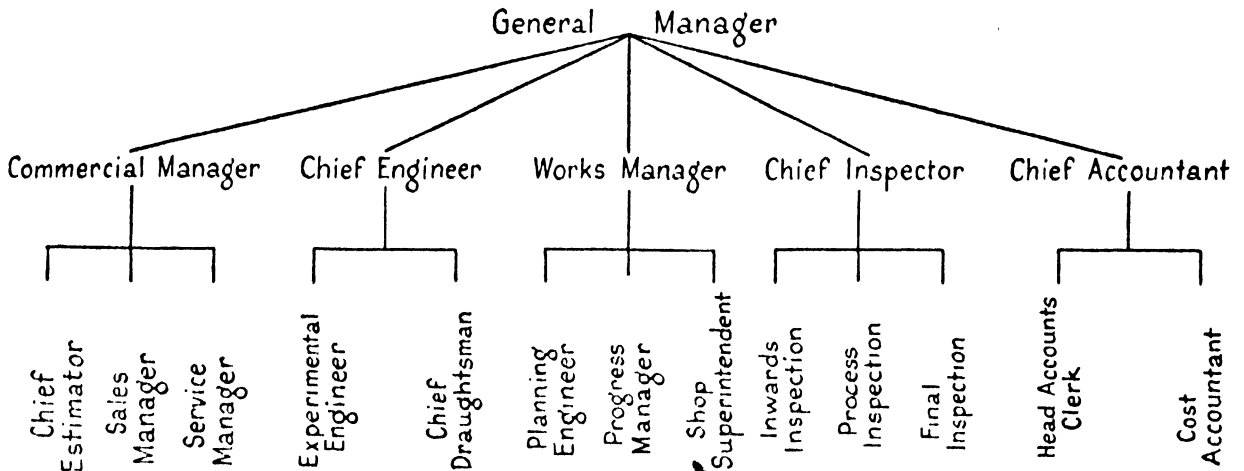 General Manager
Commercial Manager
Chief Engineer
Works Manager
Chief Inspector
Chief Accountant
Chief
Estimator
Sales
Manager
Service
Manager
Experimental
Engineer
Chief
Draughtsman
Planning
Engineer
Progress
Manager
Shop
Superintendent
Inwards
Inspection
Process
Inspection
Final
Inspection
Head Accounts
Clerk
Cost
Accountant